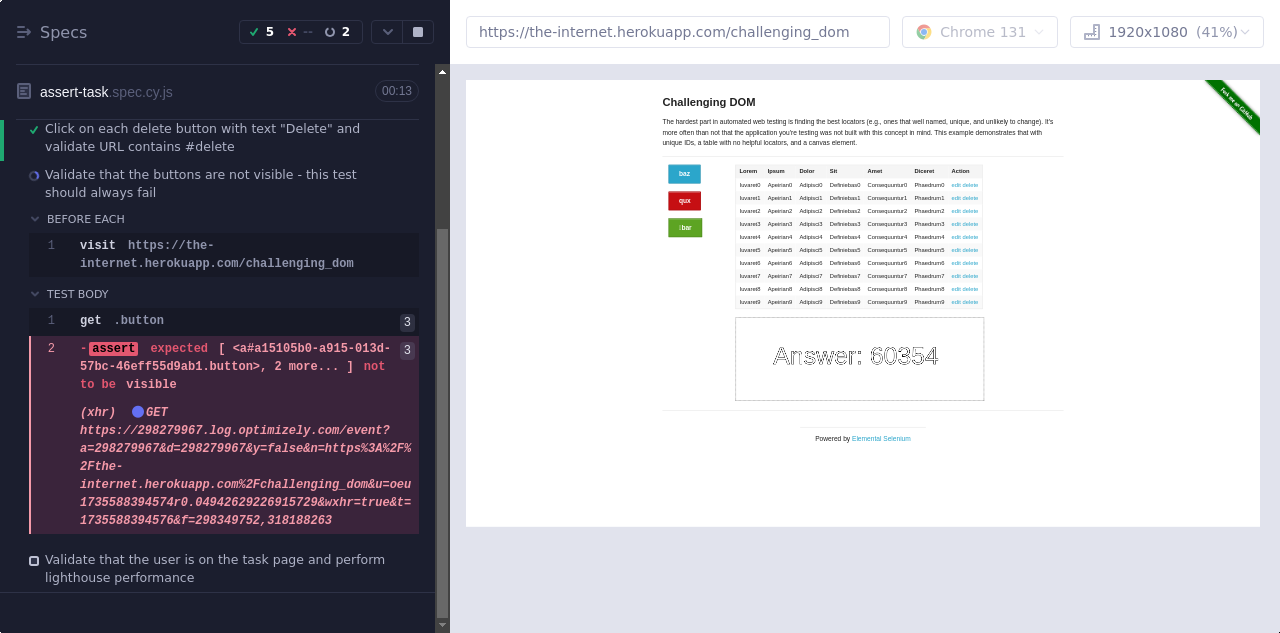 Specs
5
--
2
assert-task.spec.cy.js
00:13
Click on each delete button with text "Delete" and
validate URL contains #delete
Validate that the buttons are not visible - this test
should always fail
BEFORE EACH
1 visit https://the-
internet.herokuapp.com/challenging_dom
TEST BODY
1 get .button 3
2 -assert expected [ <a#a15105b0-a915-013d-
57bc-46eff55d9ab1.button>, 2 more... ] not
to be visible
3
(xhr) GET
https://298279967.log.optimizely.com/event?
a=298279967&d=298279967&y=false&n=https%3A%2F%
2Fthe-
internet.herokuapp.com%2Fchallenging_dom&u=oeu
1735588394574r0.04942629226915729&wxhr=true&t=
1735588394576&f=298349752,318188263
Validate that the user is on the task page and perform
lighthouse performance
https://the-internet.herokuapp.com/challenging_dom
Chrome 131
1920x1080 (41%)
Fork me on GitHub
Challenging DOM
The hardest part in automated web testing is finding the best locators (e.g., ones that well named, unique, and unlikely to change). It's
more often than not that the application you're testing was not built with this concept in mind. This example demonstrates that with
unique IDs, a table with no helpful locators, and a canvas element.
baz
qux
bar
Lorem Ipsum Dolor Sit Amet Diceret Action
Iuvaret0 Apeirian0 Adipisci0 Definiebas0 Consequuntur0 Phaedrum0 edit delete
Iuvaret1 Apeirian1 Adipisci1 Definiebas1 Consequuntur1 Phaedrum1 edit delete
Iuvaret2 Apeirian2 Adipisci2 Definiebas2 Consequuntur2 Phaedrum2 edit delete
Iuvaret3 Apeirian3 Adipisci3 Definiebas3 Consequuntur3 Phaedrum3 edit delete
Iuvaret4 Apeirian4 Adipisci4 Definiebas4 Consequuntur4 Phaedrum4 edit delete
Iuvaret5 Apeirian5 Adipisci5 Definiebas5 Consequuntur5 Phaedrum5 edit delete
Iuvaret6 Apeirian6 Adipisci6 Definiebas6 Consequuntur6 Phaedrum6 edit delete
Iuvaret7 Apeirian7 Adipisci7 Definiebas7 Consequuntur7 Phaedrum7 edit delete
Iuvaret8 Apeirian8 Adipisci8 Definiebas8 Consequuntur8 Phaedrum8 edit delete
Iuvaret9 Apeirian9 Adipisci9 Definiebas9 Consequuntur9 Phaedrum9 edit delete
Answer: 60354
Powered by Elemental Selenium